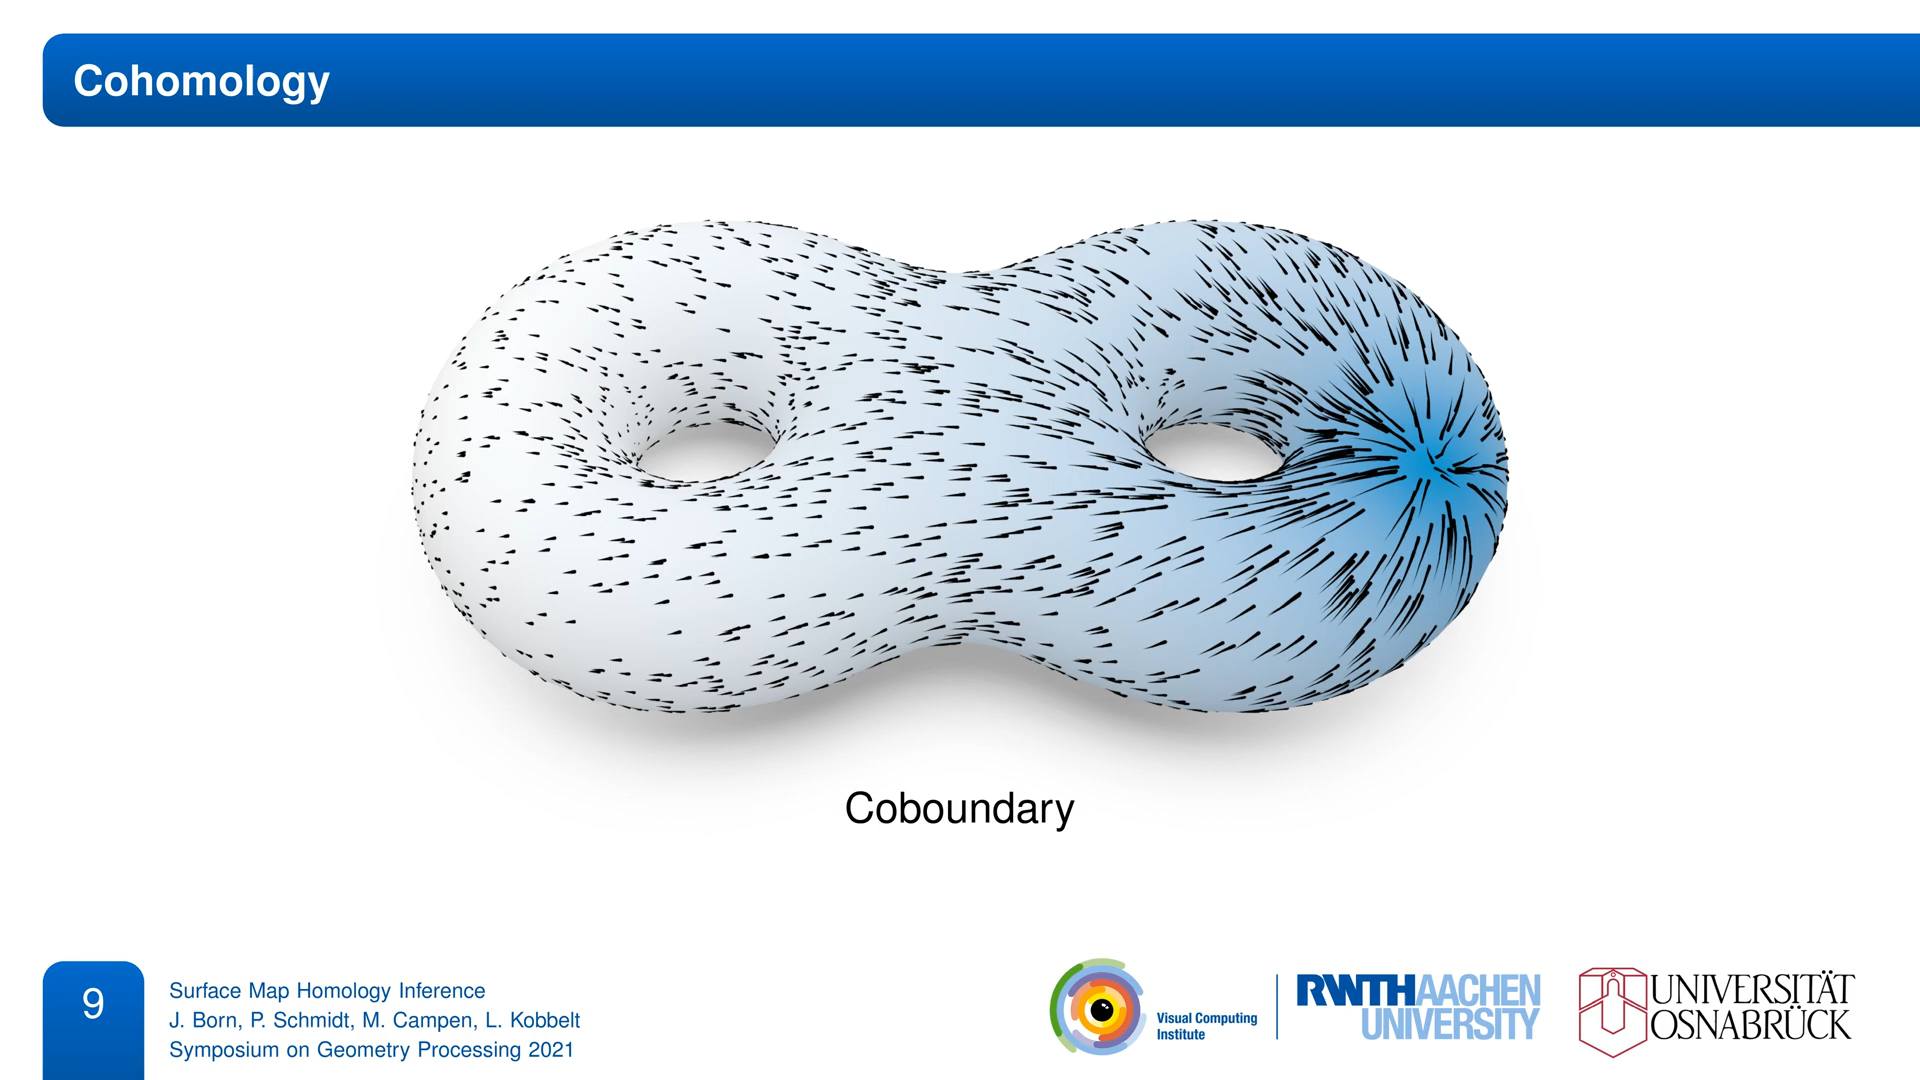 Cohomology
Coboundary
9
Surface Map Homology Inference
J. Born, P. Schmidt, M. Campen, L. Kobbelt
Symposium on Geometry Processing 2021
Visual Computing
Institute
RWTHAACHEN
UNIVERSITY
UNIVERSITÄT
OSNABRÜCK